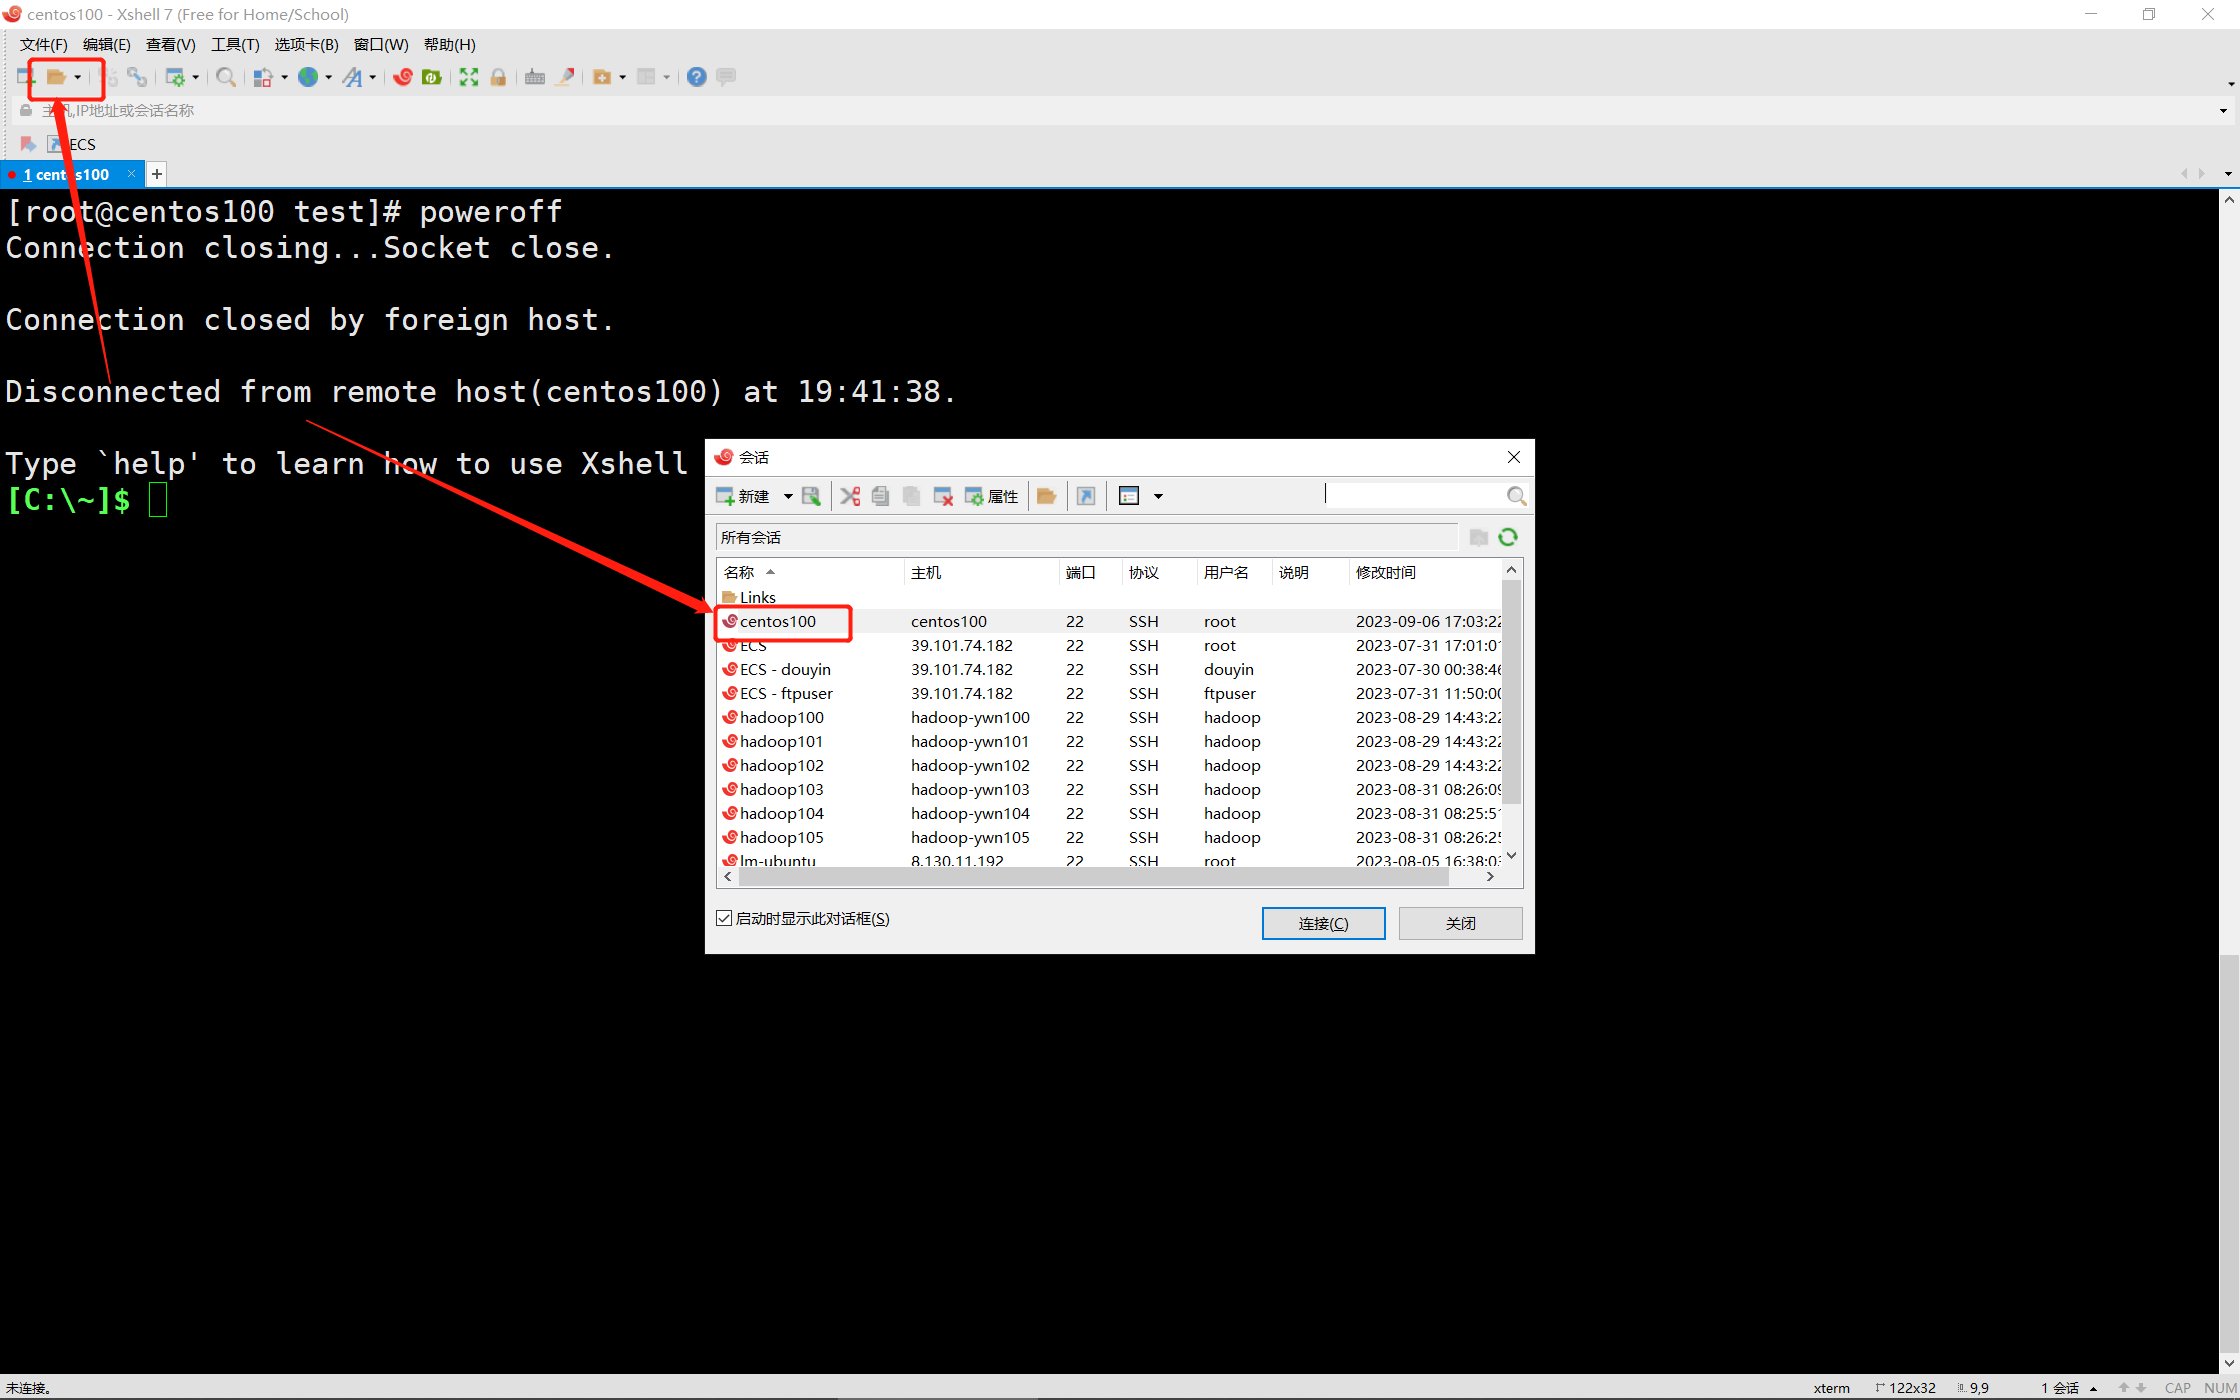 centos100 - Xshell 7 (Free for Home/School)
文件(F) 编辑(E) 查看(V) 工具(T) 选项卡(B) 窗口(W) 帮助(H)
主机,IP地址或会话名称
ECS
1 centos100
[root@centos100 test]# poweroff
Connection closing...Socket close.
Connection closed by foreign host.
Disconnected from remote host(centos100) at 19:41:38.
Type `help' to learn how to use Xshell
[C:\~]$
会话
新建 属性
所有会话
名称 主机 端口 协议 用户名 说明 修改时间
Links
centos100 centos100 22 SSH root 2023-09-06 17:03:22
ECS 39.101.74.182 22 SSH root 2023-07-31 17:01:01
ECS - douyin 39.101.74.182 22 SSH douyin 2023-07-30 00:38:46
ECS - ftpuser 39.101.74.182 22 SSH ftpuser 2023-07-31 11:50:00
hadoop100 hadoop-ywn100 22 SSH hadoop 2023-08-29 14:43:22
hadoop101 hadoop-ywn101 22 SSH hadoop 2023-08-29 14:43:22
hadoop102 hadoop-ywn102 22 SSH hadoop 2023-08-29 14:43:22
hadoop103 hadoop-ywn103 22 SSH hadoop 2023-08-31 08:26:09
hadoop104 hadoop-ywn104 22 SSH hadoop 2023-08-31 08:25:51
hadoop105 hadoop-ywn105 22 SSH hadoop 2023-08-31 08:26:25
lm-ubuntu 8.130.11.192 22 SSH root 2023-08-05 16:38:03
启动时显示此对话框(S)
连接(C) 关闭
未连接。 xterm 122x32 9,9 1 会话 CAP NUM